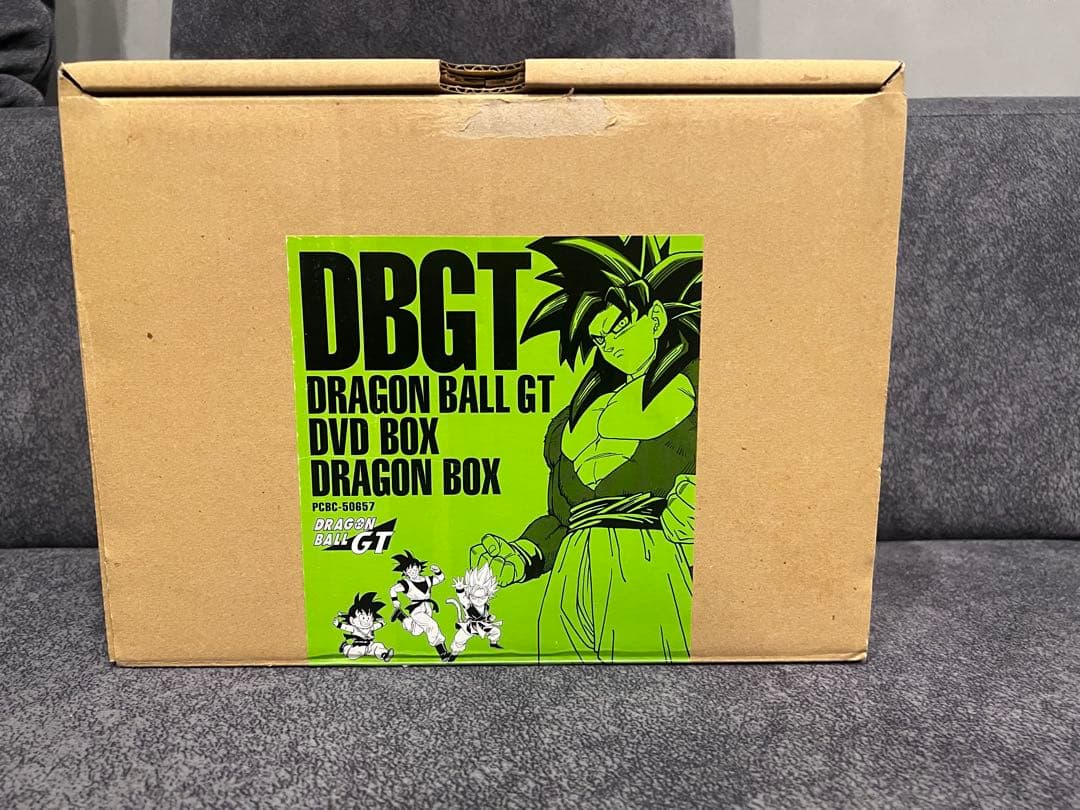 DBGT
DRAGON BALL GT
DVD BOX
DRAGON BOX
PCBC-50657
DRAGON
BALL GT